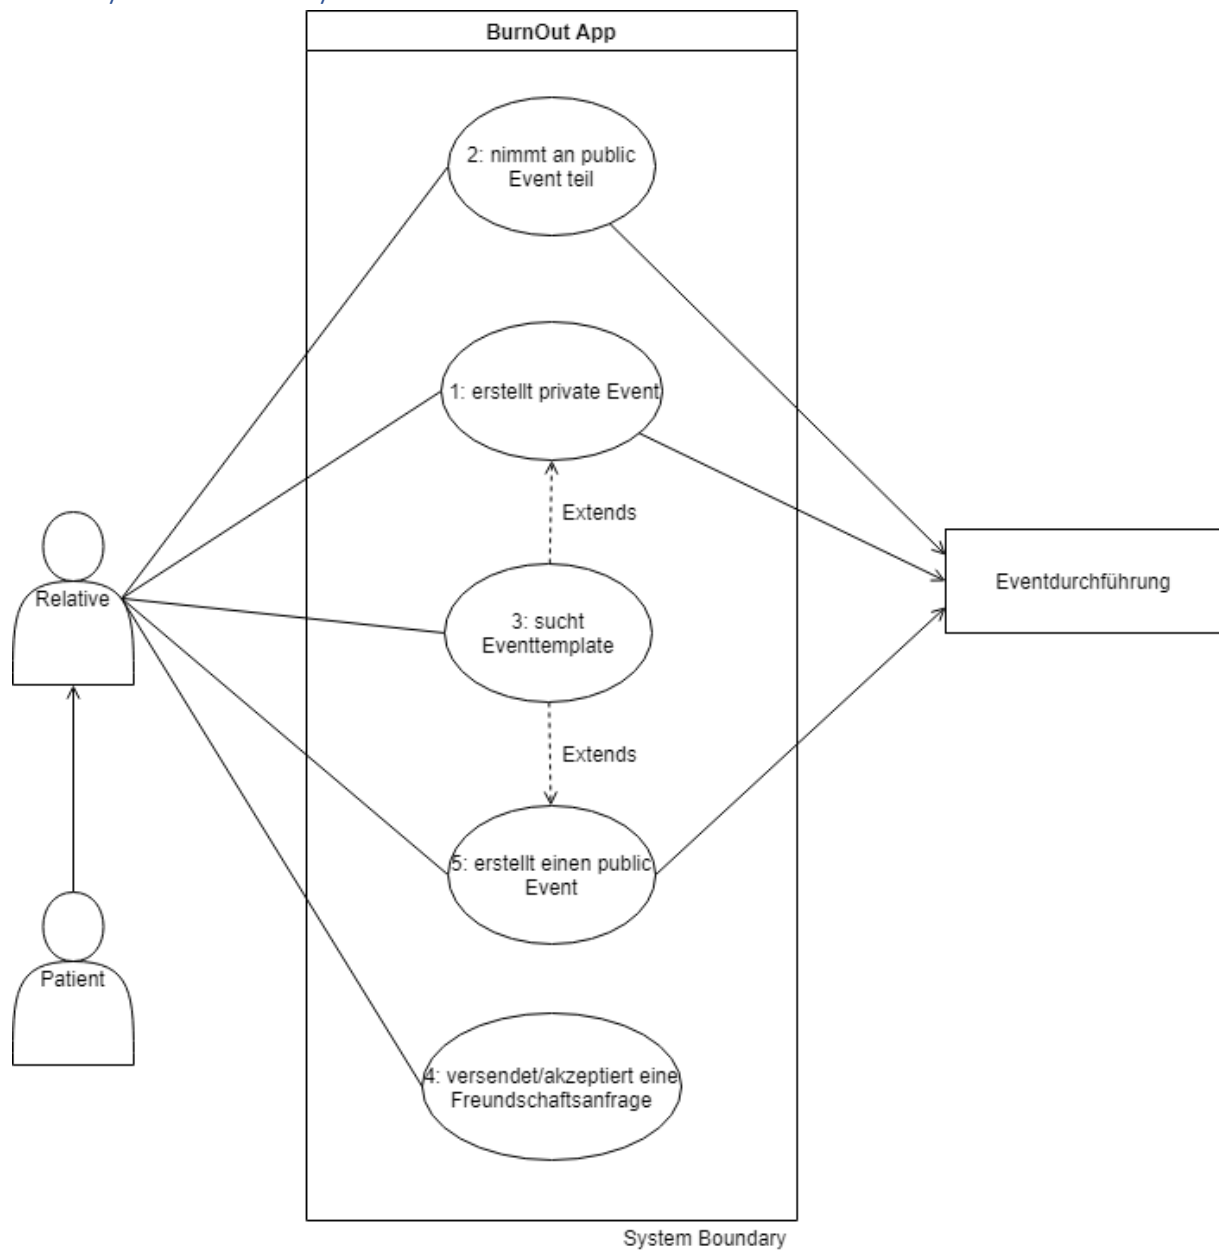 BurnOut App
2: nimmt an public
Event teil
1: erstellt private Event
Extends
Relative
3: sucht
Eventtemplate
Eventdurchführung
Extends
5: erstellt einen public
Event
Patient
4: versendet/akzeptiert eine
Freundschaftsanfrage
System Boundary